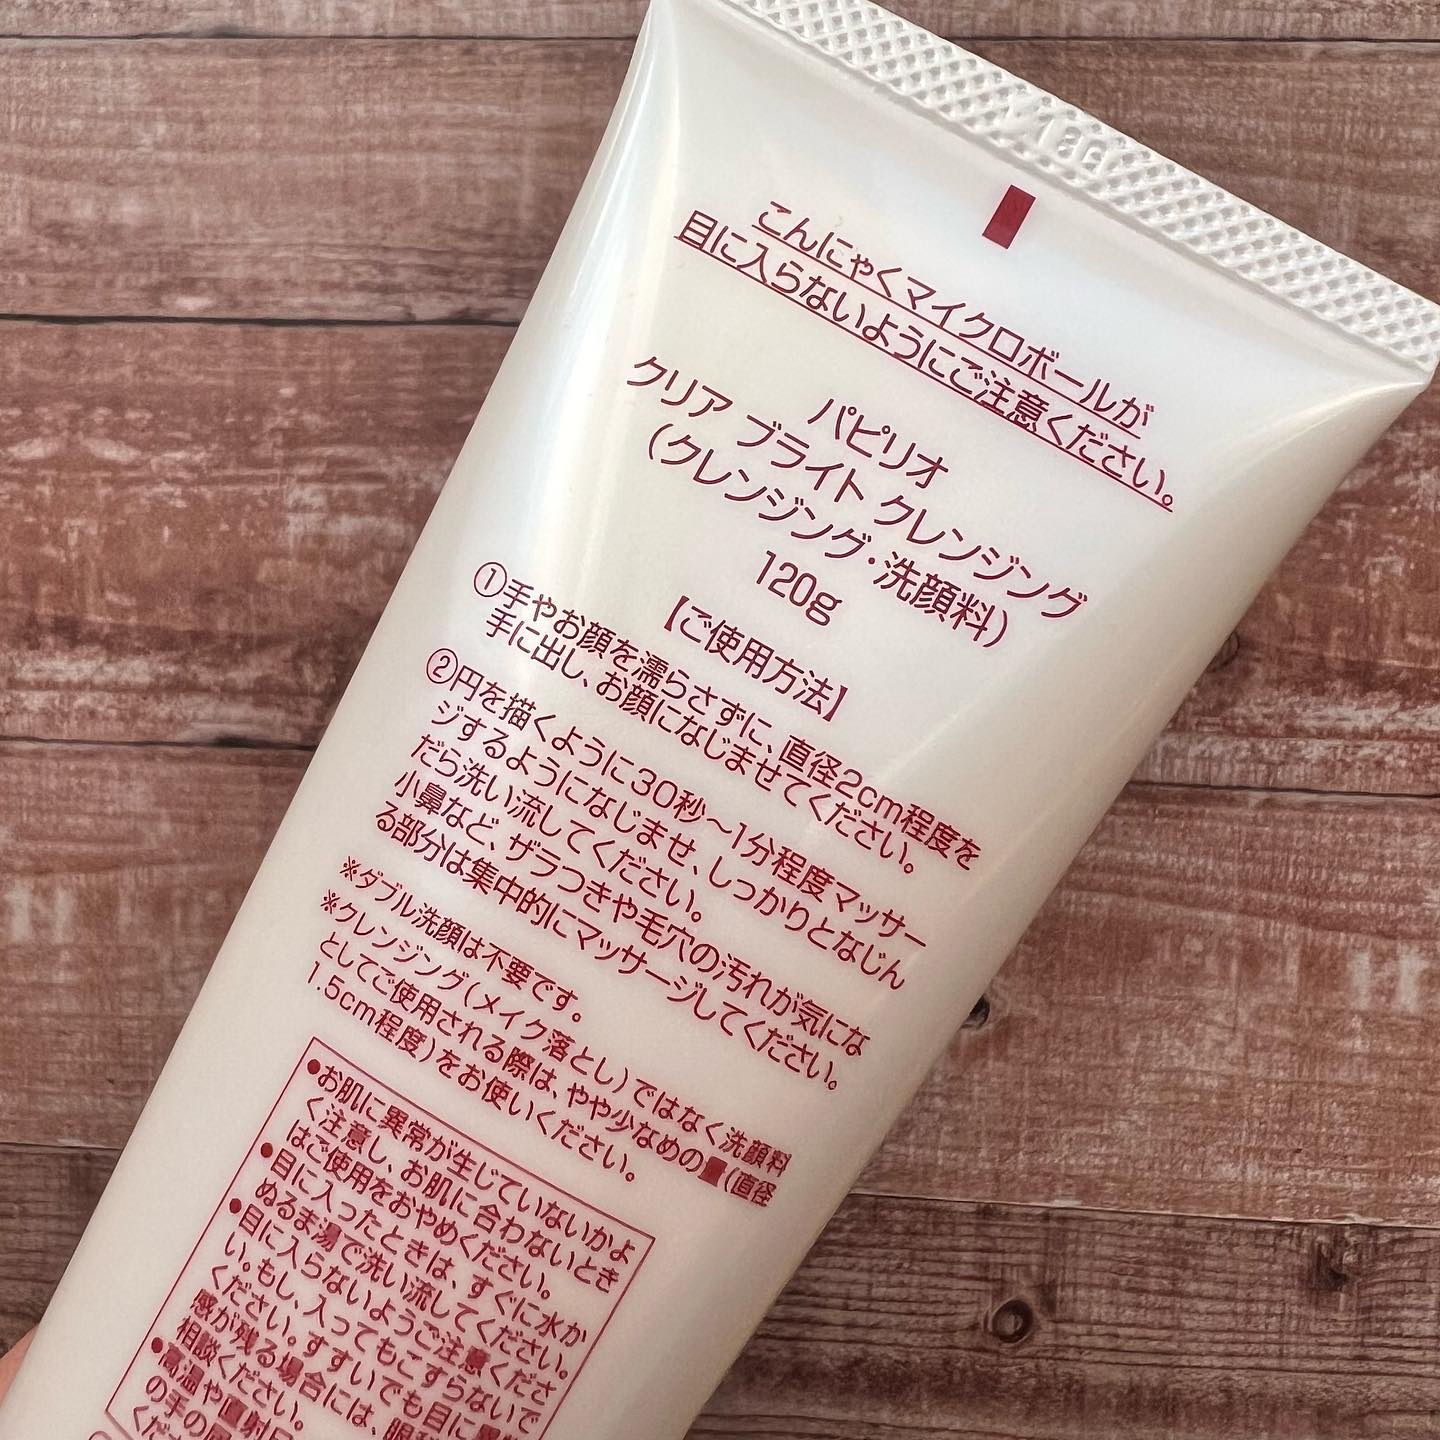 こんにゃくマイクロボールが
目に入らないようにご注意ください。
パピリオ
クリア ブライト クレンジング
(クレンジング・洗顔料)
120g
【ご使用方法】
①手やお顔を濡らさずに、直径2cm程度を
手に出し、お顔になじませてください。
②円を描くように30秒〜1分程度マッサー
ジするようになじませ、しっかりとなじん
だら洗い流してください。
小鼻など、ザラつきや毛穴の汚れが気にな
る部分は集中的にマッサージしてください。
※ダブル洗顔は不要です。
※クレンジング(メイク落とし)ではなく洗顔料
としてご使用される際は、やや少なめの量(直径
1.5cm程度)をお使いください。
●お肌に異常が生じていないかよ
く注意し、お肌に合わないとき
はご使用をおやめください。
●目に入ったときは、すぐに水か
ぬるま湯で洗い流してください。
●目に入らないようご注意くださ
い。もし、入ってもこすらないで
ください。すすいでも目に異物
感が残る場合には、眼科
相談ください。
●高温や直射日
の手の届
くださ